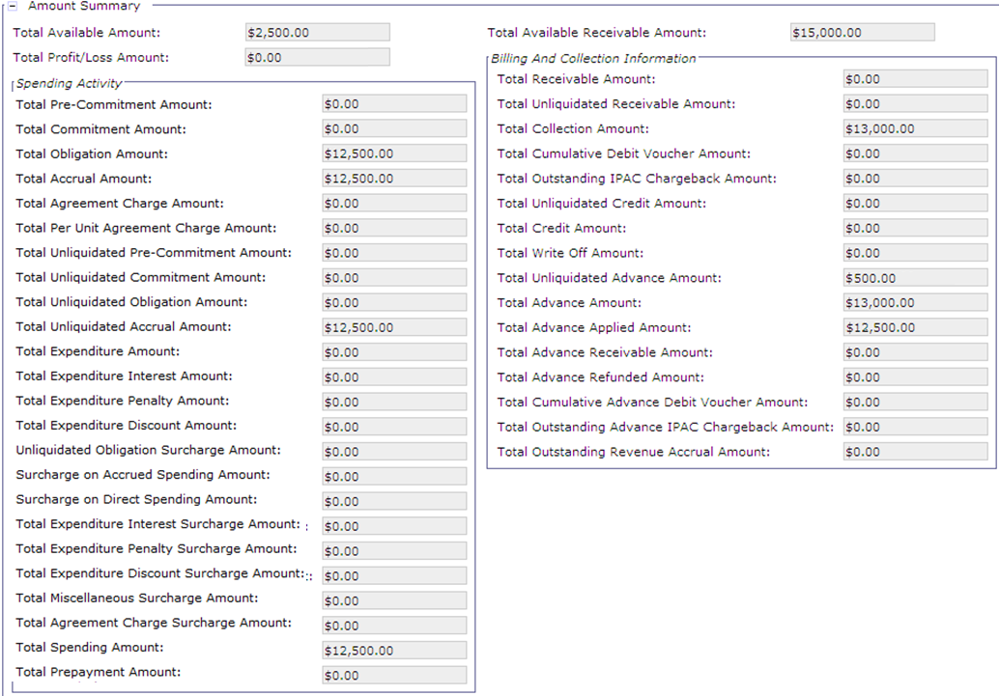 Amount Summary
Total Available Amount: $2,500.00
Total Profit/Loss Amount: $0.00
Spending Activity
Total Pre-Commitment Amount: $0.00
Total Commitment Amount: $0.00
Total Obligation Amount: $12,500.00
Total Accrual Amount: $12,500.00
Total Agreement Charge Amount: $0.00
Total Per Unit Agreement Charge Amount: $0.00
Total Unliquidated Pre-Commitment Amount: $0.00
Total Unliquidated Commitment Amount: $0.00
Total Unliquidated Obligation Amount: $0.00
Total Unliquidated Accrual Amount: $12,500.00
Total Expenditure Amount: $0.00
Total Expenditure Interest Amount: $0.00
Total Expenditure Penalty Amount: $0.00
Total Expenditure Discount Amount: $0.00
Unliquidated Obligation Surcharge Amount: $0.00
Surcharge on Accrued Spending Amount: $0.00
Surcharge on Direct Spending Amount: $0.00
Total Expenditure Interest Surcharge Amount: : $0.00
Total Expenditure Penalty Surcharge Amount: $0.00
Total Expenditure Discount Surcharge Amount:: $0.00
Total Miscellaneous Surcharge Amount: $0.00
Total Agreement Charge Surcharge Amount: $0.00
Total Spending Amount: $12,500.00
Total Prepayment Amount: $0.00
Total Available Receivable Amount: $15,000.00
Billing And Collection Information
Total Receivable Amount: $0.00
Total Unliquidated Receivable Amount: $0.00
Total Collection Amount: $13,000.00
Total Cumulative Debit Voucher Amount: $0.00
Total Outstanding IPAC Chargeback Amount: $0.00
Total Unliquidated Credit Amount: $0.00
Total Credit Amount: $0.00
Total Write Off Amount: $0.00
Total Unliquidated Advance Amount: $500.00
Total Advance Amount: $13,000.00
Total Advance Applied Amount: $12,500.00
Total Advance Receivable Amount: $0.00
Total Advance Refunded Amount: $0.00
Total Cumulative Advance Debit Voucher Amount: $0.00
Total Outstanding Advance IPAC Chargeback Amount: $0.00
Total Outstanding Revenue Accrual Amount: $0.00